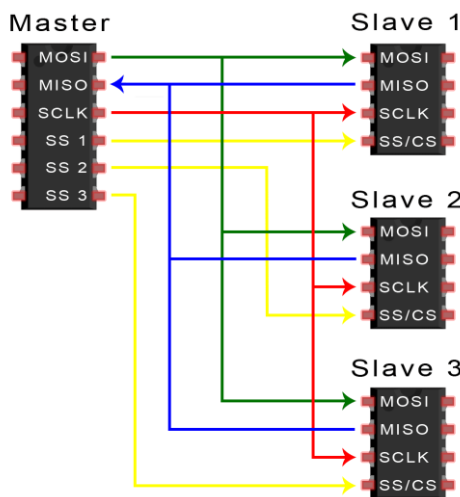 Master
MOSI
MISO
SCLK
SS 1
SS 2
SS 3
Slave 1
MOSI
MISO
SCLK
SS/CS
Slave 2
MOSI
MISO
SCLK
SS/CS
Slave 3
MOSI
MISO
SCLK
SS/CS